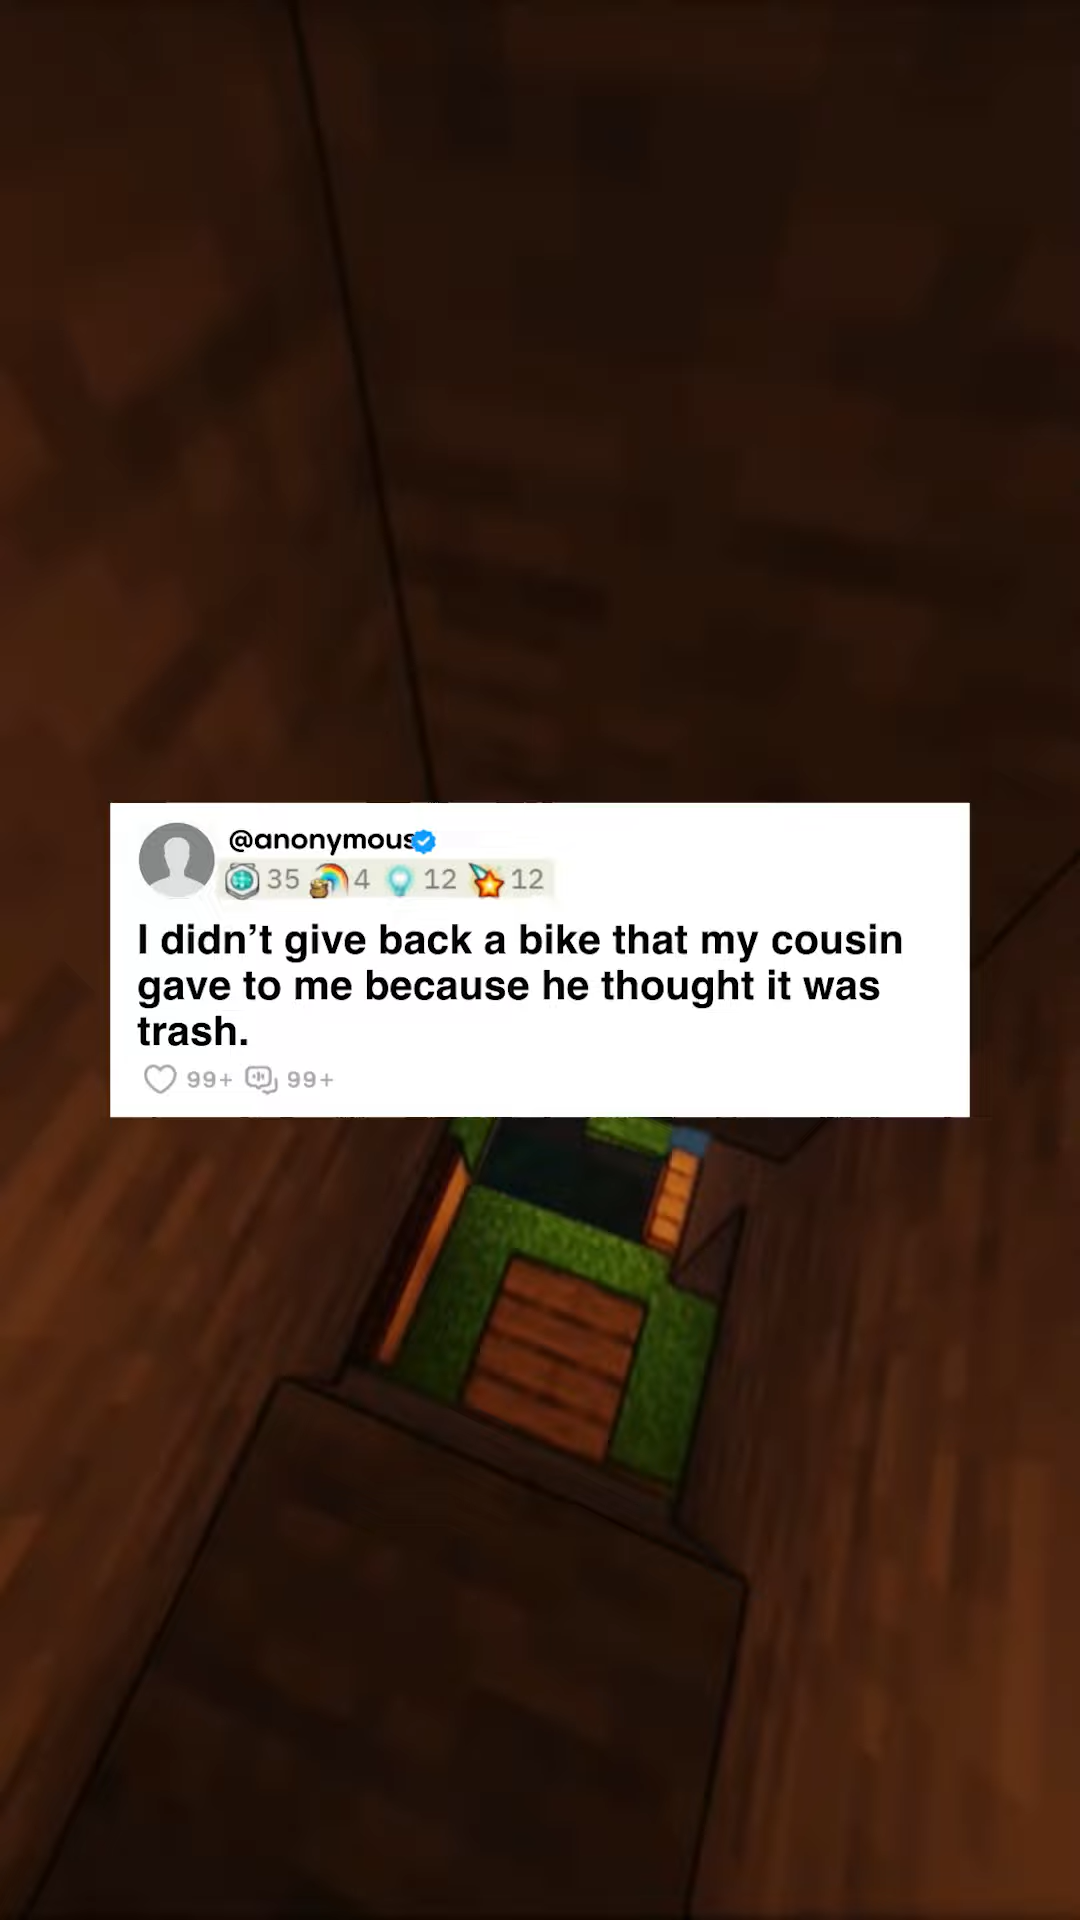 @anonymous
35 4 12 12
I didn’t give back a bike that my cousin
gave to me because he thought it was
trash.
99+ 99+